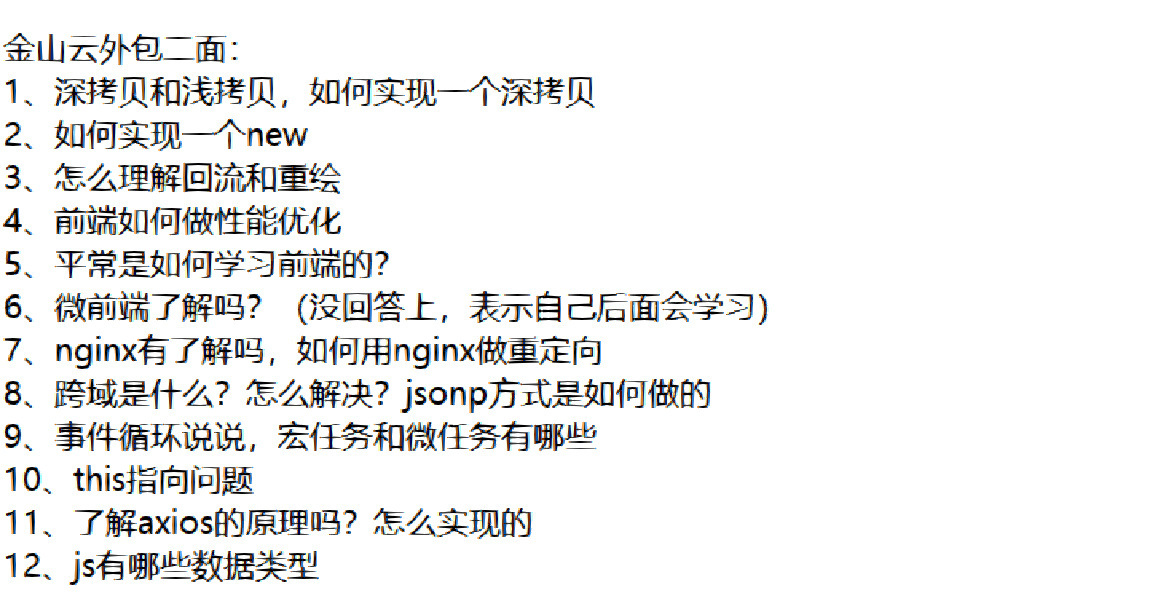 金山云外包二面：
1、深拷贝和浅拷贝，如何实现一个深拷贝
2、如何实现一个new
3、怎么理解回流和重绘
4、前端如何做性能优化
5、平常是如何学习前端的？
6、微前端了解吗？（没回答上，表示自己后面会学习）
7、nginx有了解吗，如何用nginx做重定向
8、跨域是什么？怎么解决？jsonp方式是如何做的
9、事件循环说说，宏任务和微任务有哪些
10、this指向问题
11、了解axios的原理吗？怎么实现的
12、js有哪些数据类型